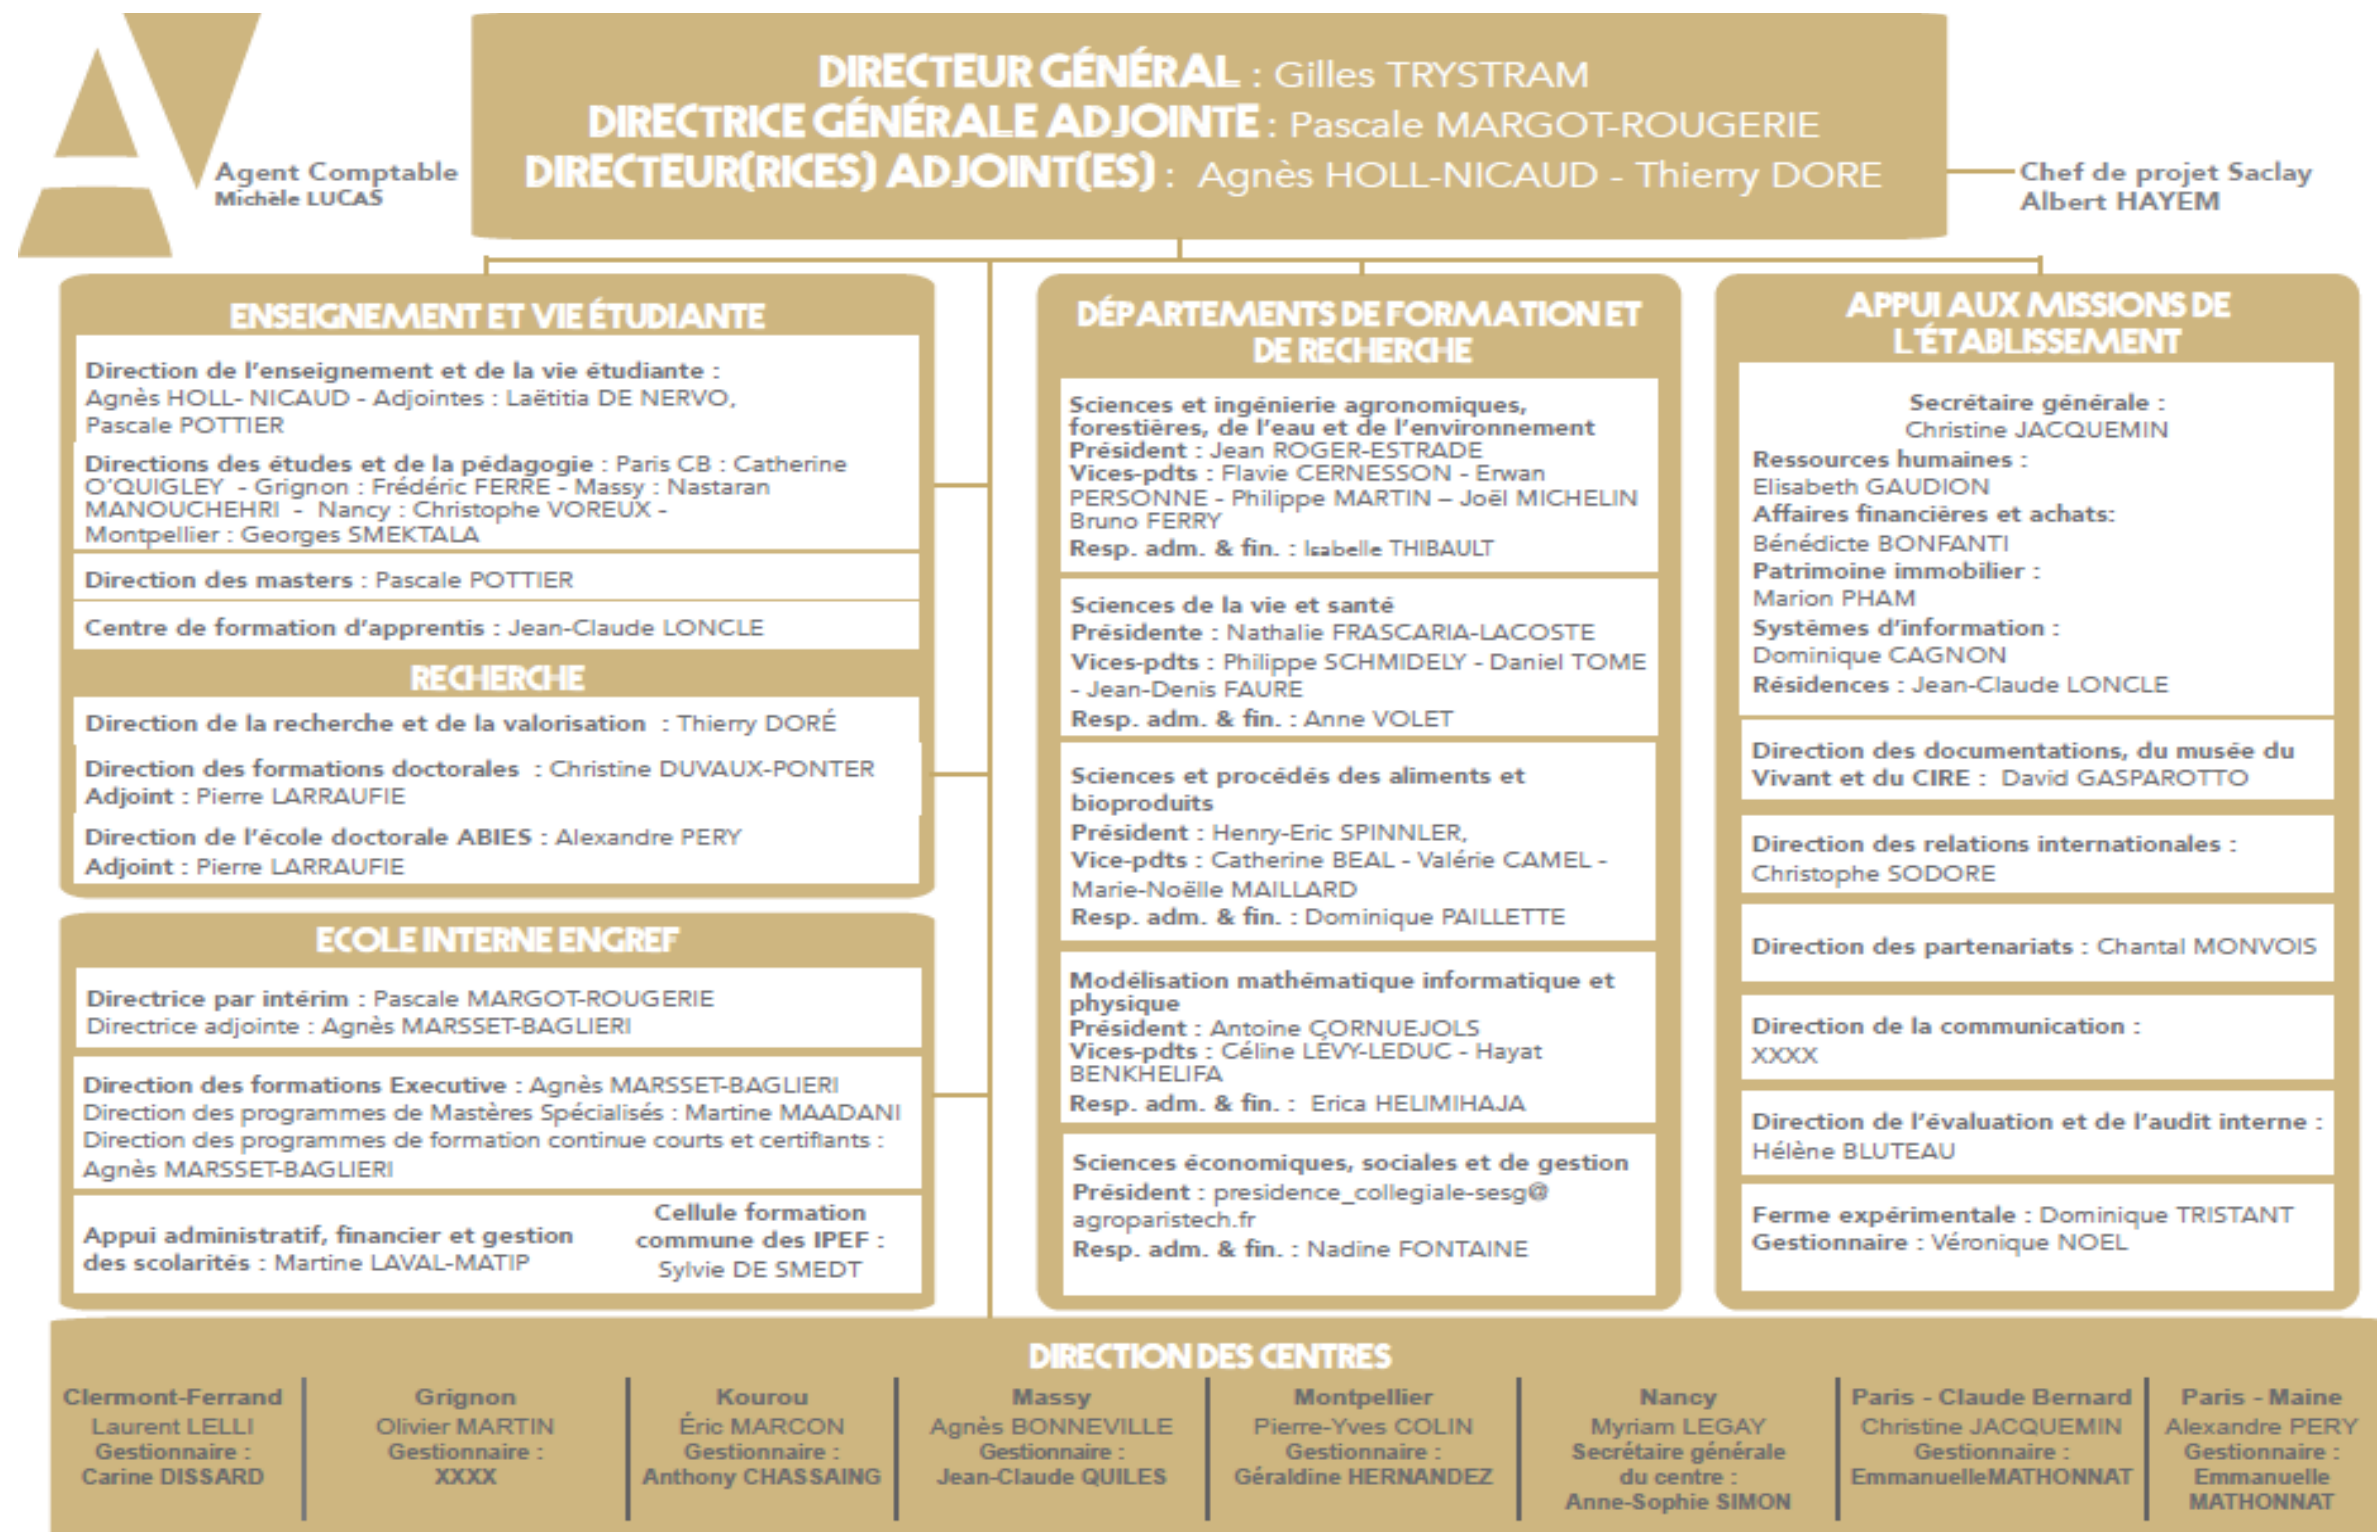 DIRECTEUR GÉNÉRAL : Gilles TRYSTRAM
DIRECTRICE GÉNÉRALE ADJOINTE : Pascale MARGOT-ROUGERIE
DIRECTEUR(RICES) ADJOINT(ES) : Agnès HOLL-NICAUD - Thierry DORE
Agent Comptable
Michèle LUCAS
Chef de projet Saclay
Albert HAYEM
ENSEIGNEMENT ET VIE ÉTUDIANTE
Direction de l'enseignement et de la vie étudiante :
Agnès HOLL- NICAUD - Adjointes : Laëtitia DE NERVO,
Pascale POTTIER
Directions des études et de la pédagogie : Paris CB : Catherine
O'QUIGLEY - Grignon : Frédéric FERRE - Massy : Nastaran
MANOUCHEHRI - Nancy : Christophe VOREUX -
Montpellier : Georges SMEKTALA
Direction des masters : Pascale POTTIER
Centre de formation d'apprentis : Jean-Claude LONCLE
RECHERCHE
Direction de la recherche et de la valorisation : Thierry DORÉ
Direction des formations doctorales : Christine DUVAUX-PONTER
Adjoint : Pierre LARRAUFIE
Direction de l'école doctorale ABIES : Alexandre PERY
Adjoint : Pierre LARRAUFIE
ECOLE INTERNE ENGREF
Directrice par intérim : Pascale MARGOT-ROUGERIE
Directrice adjointe : Agnès MARSSET-BAGLIERI
Direction des formations Executive : Agnès MARSSET-BAGLIERI
Direction des programmes de Mastères Spécialisés : Martine MAADANI
Direction des programmes de formation continue courts et certifiants :
Agnès MARSSET-BAGLIERI
Appui administratif, financier et gestion
des scolarités : Martine LAVAL-MATIP
Cellule formation
commune des IPEF :
Sylvie DE SMEDT
DÉPARTEMENTS DE FORMATION ET
DE RECHERCHE
Sciences et ingénierie agronomiques,
forestières, de l'eau et de l'environnement
Président : Jean ROGER-ESTRADE
Vices-pdts : Flavie CERNESSON - Erwan
PERSONNE - Philippe MARTIN – Joël MICHELIN
Bruno FERRY
Resp. adm. & fin. : Isabelle THIBAULT
Sciences de la vie et santé
Présidente : Nathalie FRASCARIA-LACOSTE
Vices-pdts : Philippe SCHMIDELY - Daniel TOME
- Jean-Denis FAURE
Resp. adm. & fin. : Anne VOLET
Sciences et procédés des aliments et
bioproduits
Président : Henry-Eric SPINNLER,
Vice-pdts : Catherine BEAL - Valérie CAMEL -
Marie-Noëlle MAILLARD
Resp. adm. & fin. : Dominique PAILLETTE
Modélisation mathématique informatique et
physique
Président : Antoine CORNUEJOLS
Vices-pdts : Céline LÉVY-LEDUC - Hayat
BENKHELIFA
Resp. adm. & fin. : Erica HELIMIHAJA
Sciences économiques, sociales et de gestion
Président : presidence_collegiale-sesg@
agroparistech.fr
Resp. adm. & fin. : Nadine FONTAINE
APPUI AUX MISSIONS DE
L'ÉTABLISSEMENT
Secrétaire générale :
Christine JACQUEMIN
Ressources humaines :
Elisabeth GAUDION
Affaires financières et achats:
Bénédicte BONFANTI
Patrimoine immobilier :
Marion PHAM
Systèmes d'information :
Dominique CAGNON
Résidences : Jean-Claude LONCLE
Direction des documentations, du musée du
Vivant et du CIRE : David GASPAROTTO
Direction des relations internationales :
Christophe SODORE
Direction des partenariats : Chantal MONVOIS
Direction de la communication :
XXXX
Direction de l'évaluation et de l'audit interne :
Hélène BLUTEAU
Ferme expérimentale : Dominique TRISTANT
Gestionnaire : Véronique NOEL
DIRECTION DES CENTRES
Clermont-Ferrand
Laurent LELLI
Gestionnaire :
Carine DISSARD
Grignon
Olivier MARTIN
Gestionnaire :
XXXX
Kourou
Éric MARCON
Gestionnaire :
Anthony CHASSAING
Massy
Agnès BONNEVILLE
Gestionnaire :
Jean-Claude QUILES
Montpellier
Pierre-Yves COLIN
Gestionnaire :
Géraldine HERNANDEZ
Nancy
Myriam LEGAY
Secrétaire générale
du centre :
Anne-Sophie SIMON
Paris - Claude Bernard
Christine JACQUEMIN
Gestionnaire :
EmmanuelleMATHONNAT
Paris - Maine
Alexandre PERY
Gestionnaire :
Emmanuelle
MATHONNAT